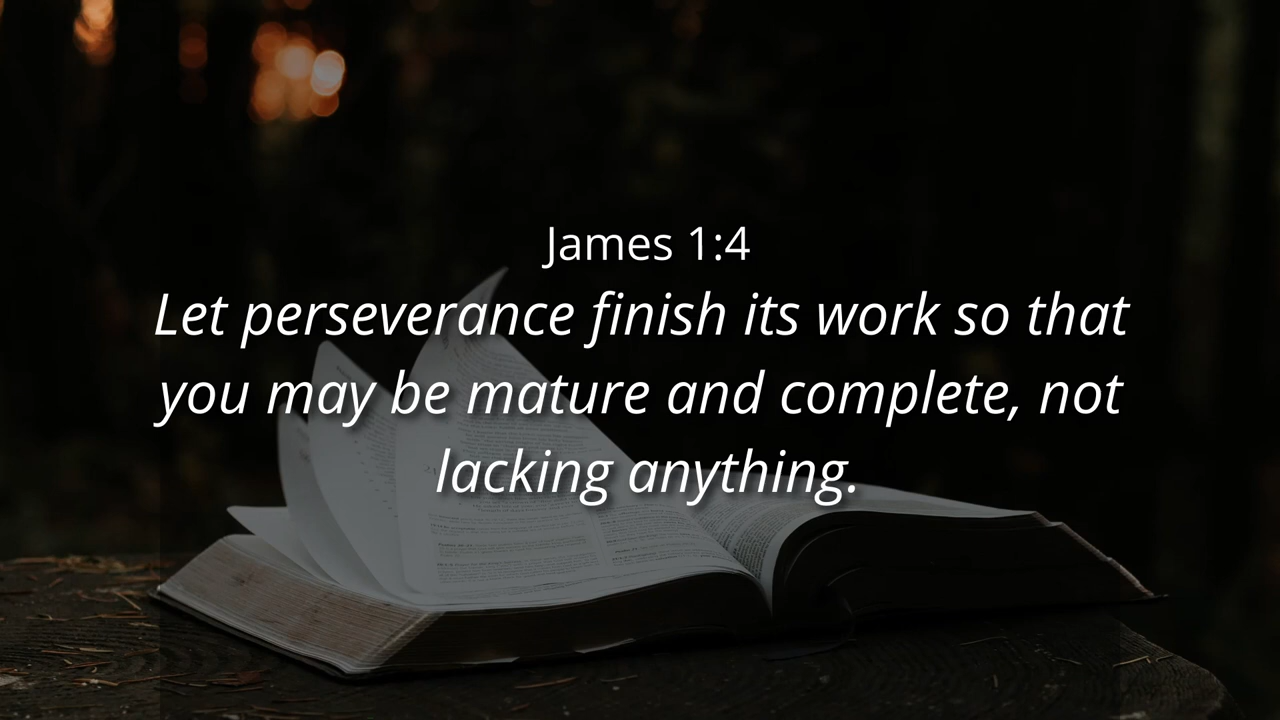 James 1:4
Let perseverance finish its work so that
you may be mature and complete, not
lacking anything.